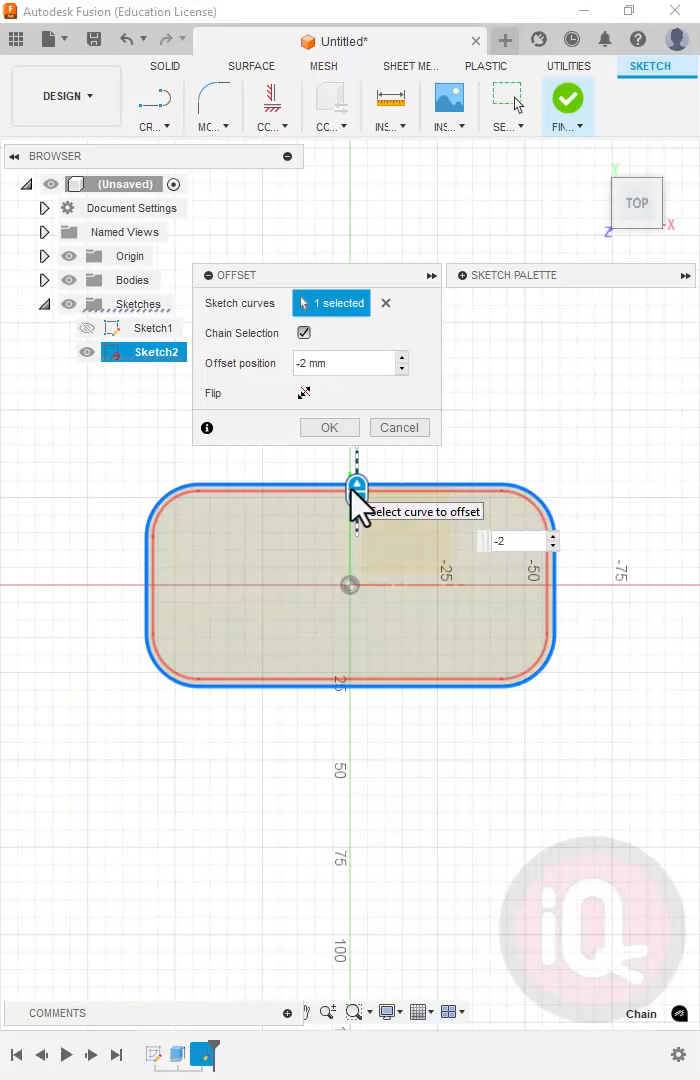 Autodesk Fusion (Education License)
Untitled*
SOLID SURFACE MESH SHEET ME... PLASTIC UTILITIES SKETCH
DESIGN
CR... MO... CO... CO... INS... INS... SE... FIN...
BROWSER
(Unsaved)
Document Settings
Named Views
Origin
Bodies
Sketches
Sketch1
Sketch2
Y
TOP
X
Z
OFFSET
SKETCH PALETTE
Sketch curves 1 selected
Chain Selection
Offset position -2 mm
Flip
OK Cancel
Select curve to offset
-2
-25 -50 -75
25
50
75
100
iQ
COMMENTS
Chain